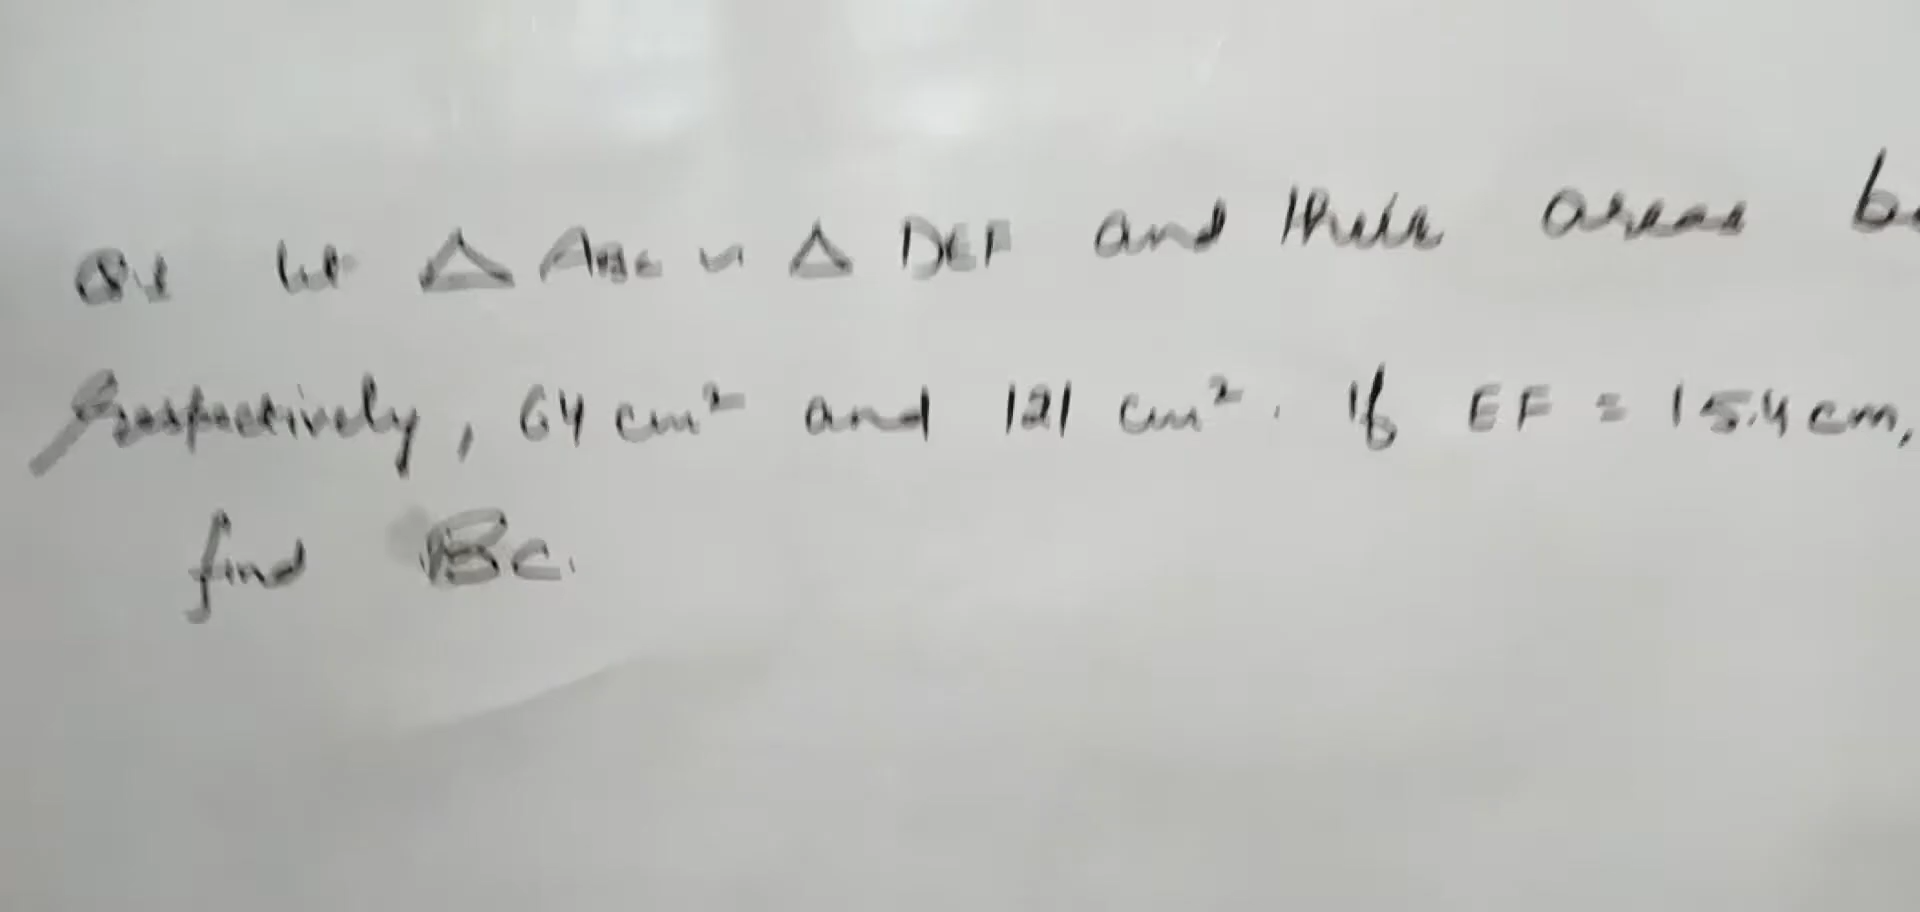 Q1 let △ ABC ~ △ DEF and their areas be
respectively, 64 cm² and 121 cm². If EF = 15.4 cm,
find BC.